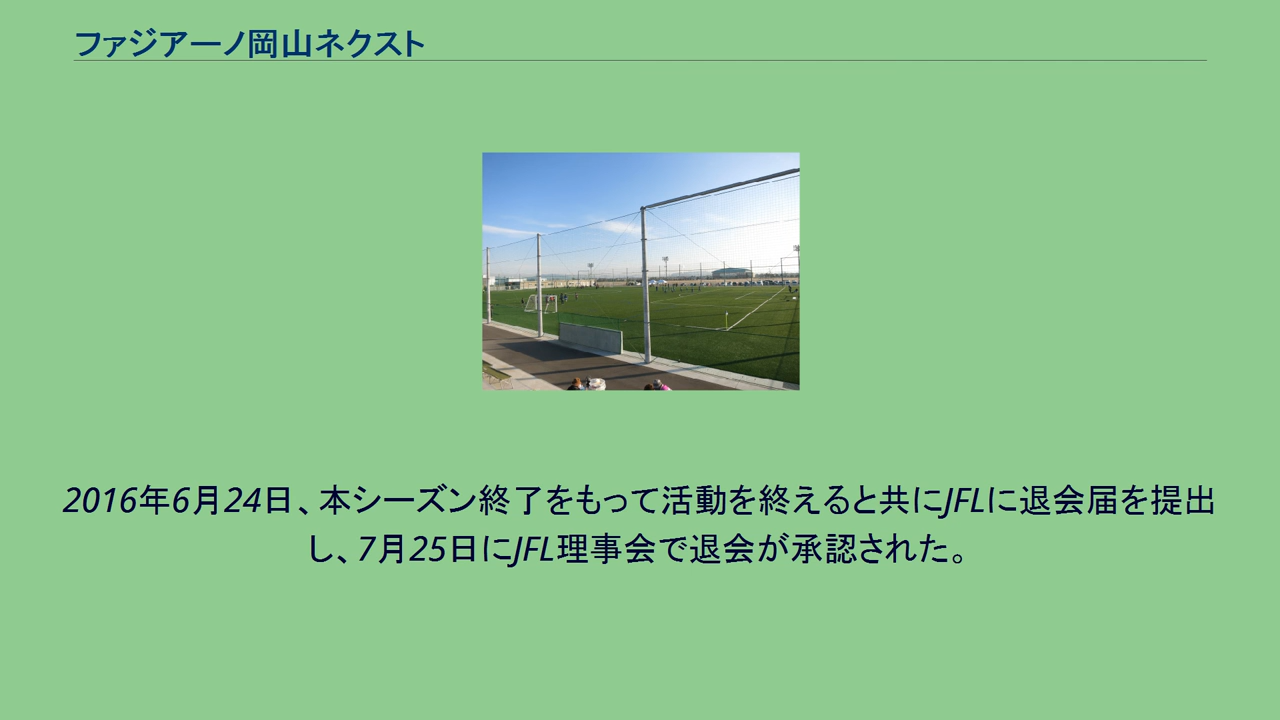 ファジアーノ岡山ネクスト
2016年6月24日、本シーズン終了をもって活動を終えると共にJFLに退会届を提出
し、7月25日にJFL理事会で退会が承認された。